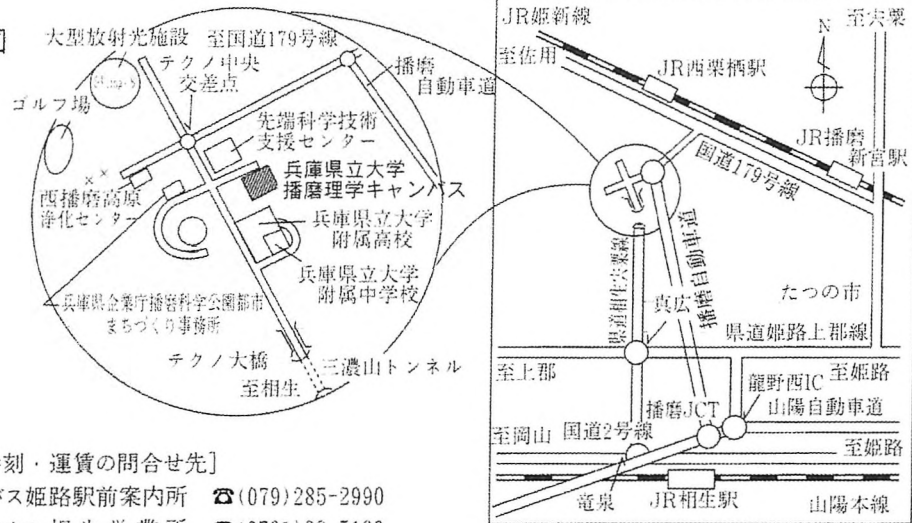 大型放射光施設
至国道179号線
テクノ中央
交差点
播磨
自動車道
ゴルフ場
先端科学技術
支援センター
兵庫県立大学
播磨理学キャンパス
西播磨高原
浄化センター
兵庫県立大学
附属高校
兵庫県立大学
附属中学校
兵庫県企業庁播磨科学公園都市
まちづくり事務所
テクノ大橋
三濃山トンネル
至相生
JR姫新線
至宍粟
至佐用
N
JR西栗栖駅
JR播磨
新宮駅
国道179号線
県道相生宍粟線
播磨自動車道
真広
たつの市
県道姫路上郡線
至上郡
至姫路
龍野西IC
播磨JCT
山陽自動車道
至岡山
国道2号線
至姫路
竜泉
JR相生駅
山陽本線
刻・運賃の問合せ先]
バス姫路駅前案内所 ☎(079)285-2990